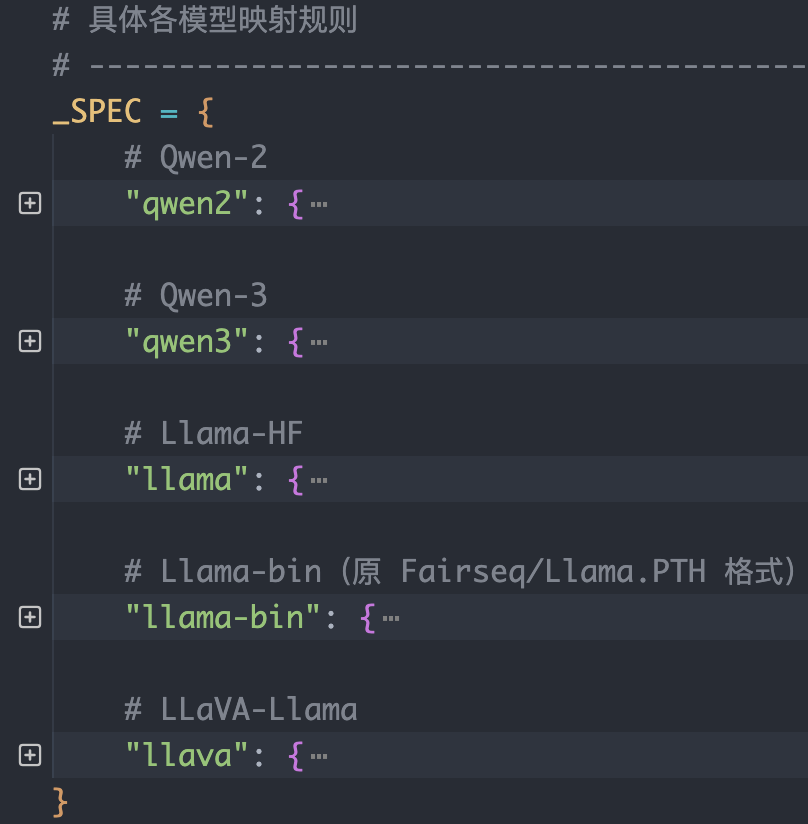 # 具体各模型映射规则
# ----------------------------------------
_SPEC = {
# Qwen-2
"qwen2": {…
# Qwen-3
"qwen3": {…
# Llama-HF
"llama": {…
# Llama-bin（原 Fairseq/Llama.PTH 格式）
"llama-bin": {…
# LLaVA-Llama
"llava": {…
}